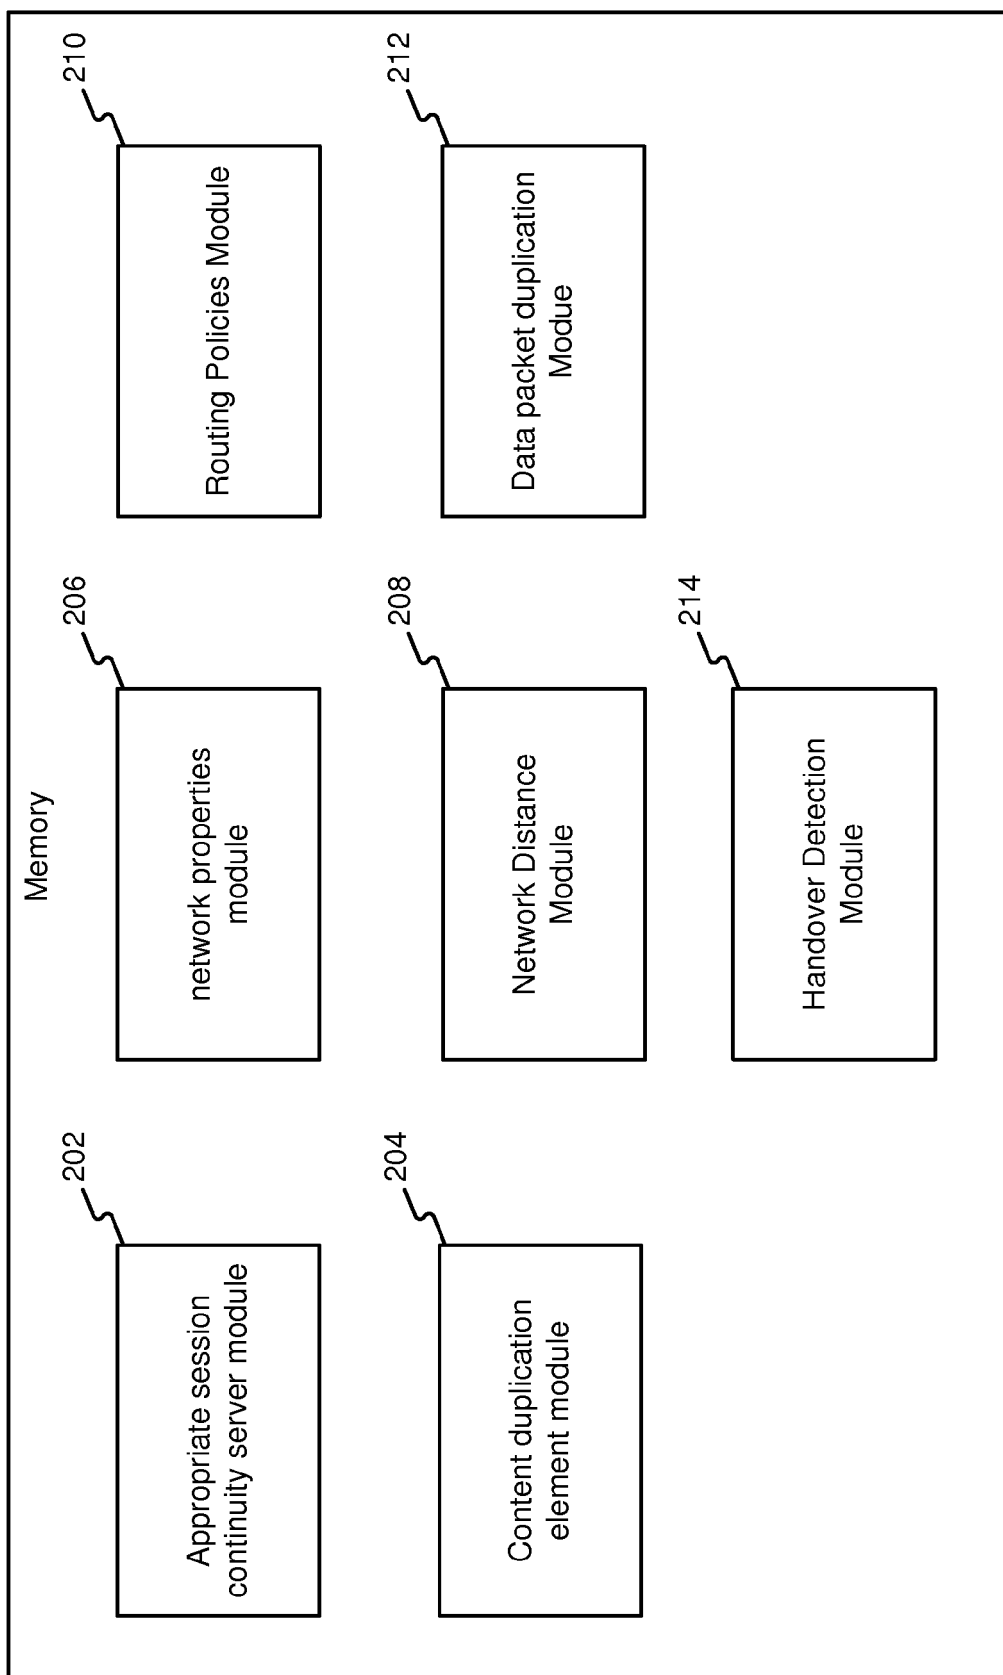 Memory
202
Appropriate session
continuity server module
206
network properties
module
210
Routing Policies Module
204
Content duplication
element module
208
Network Distance
Module
212
Data packet duplication
Modue
214
Handover Detection
Module